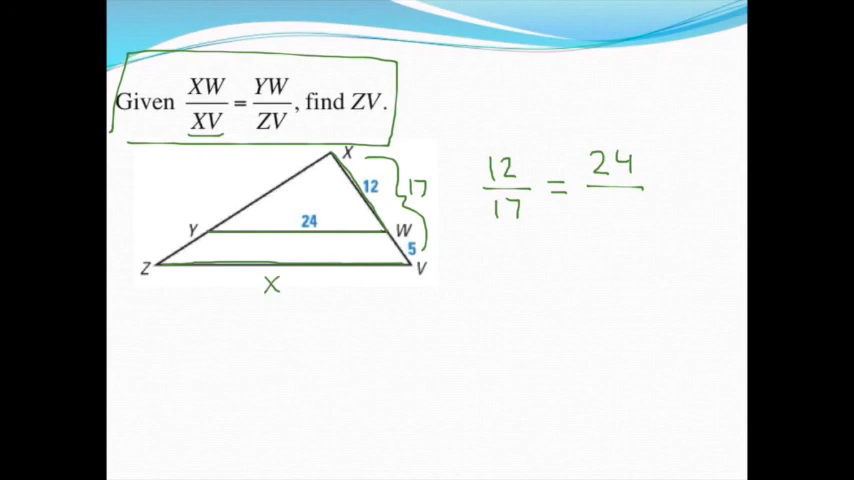 Given XW/XV = YW/ZV, find ZV.
X
12
17
Y
24
W
5
Z
V
x
12/17 = 24/